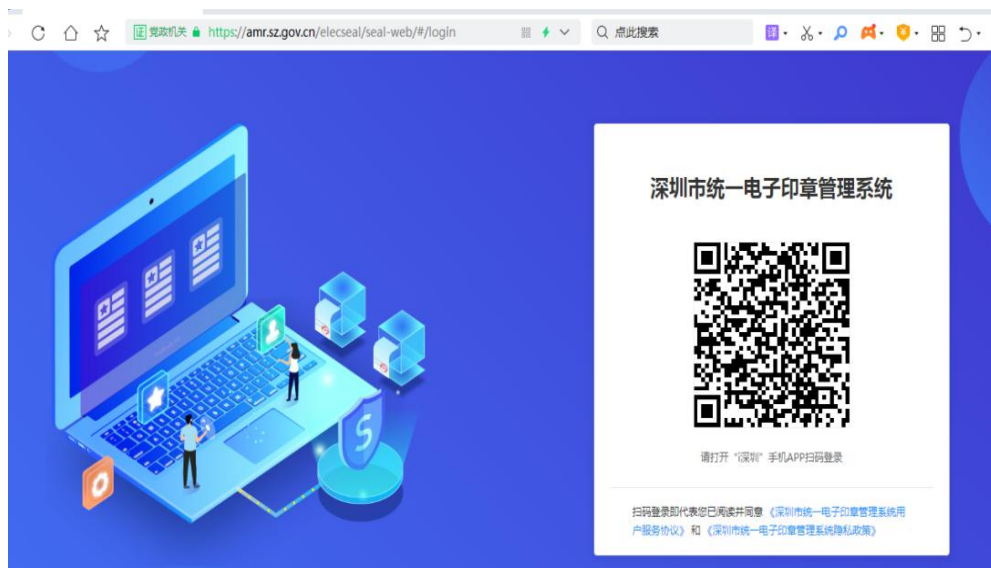 证 党政机关 https://amr.sz.gov.cn/elecseal/seal-web/#/login
点此搜索
译
深圳市统一电子印章管理系统
请打开“i深圳”手机APP扫码登录
扫码登录即代表您已阅读并同意《深圳市统一电子印章管理系统用
户服务协议》和《深圳市统一电子印章管理系统隐私政策》
S